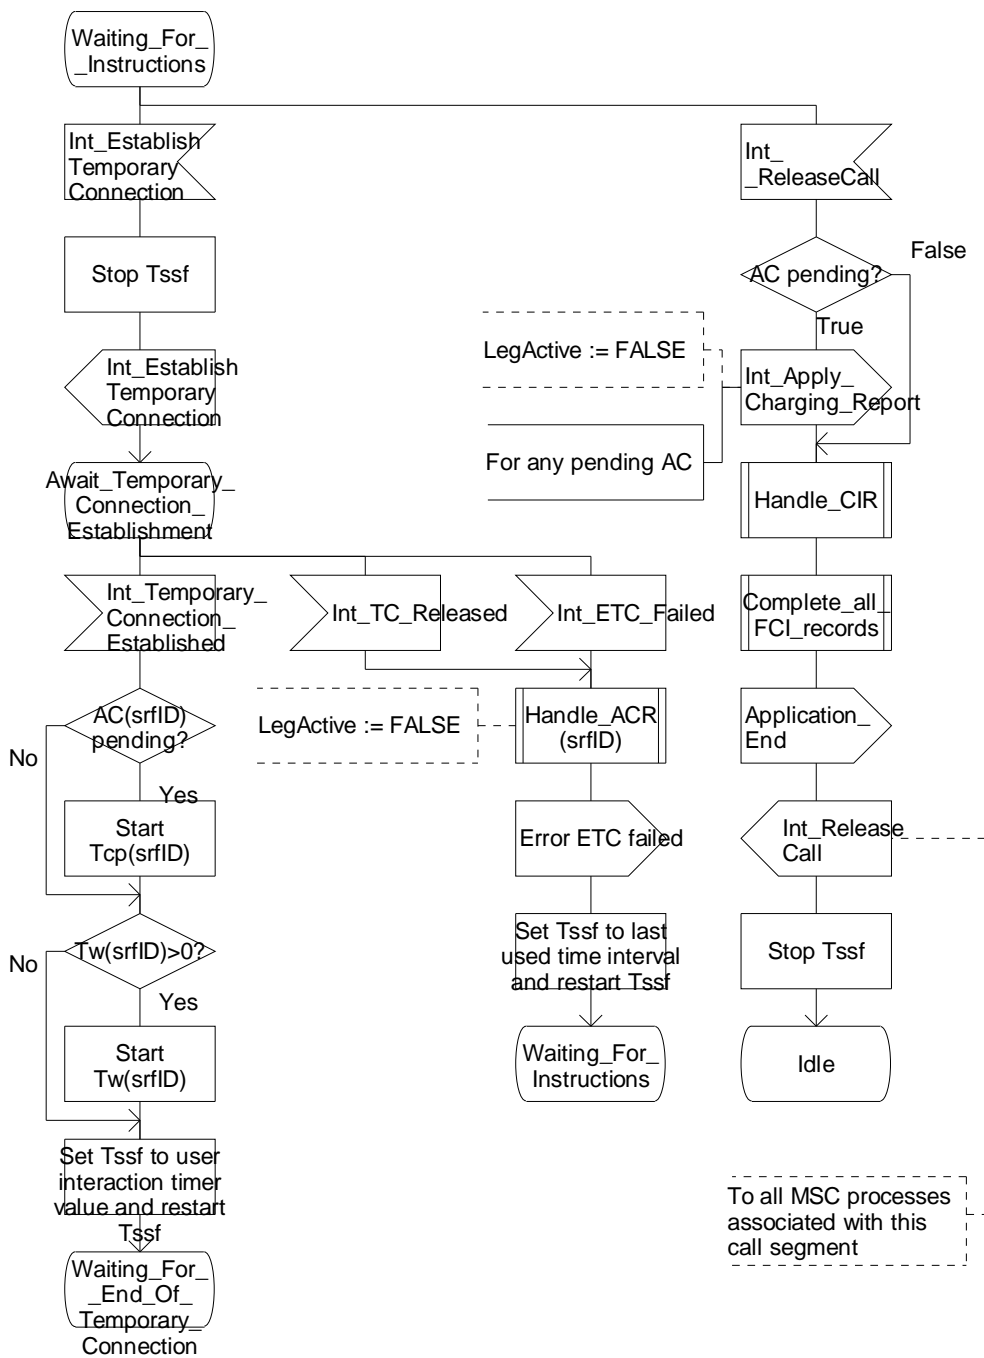 Waiting_For_
_Instructions
Int_Establish
Temporary
Connection
Stop Tssf
Int_Establish
Temporary
Connection
Await_Temporary_
Connection_
Establishment
Int_Temporary_
Connection_
Established
AC(srfID)
pending?
No
Yes
Start
Tcp(srfID)
Tw(srfID)>0?
No
Yes
Start
Tw(srfID)
Set Tssf to user
interaction timer
value and restart
Tssf
Waiting_For_
_End_Of_
Temporary_
Connection
Int_TC_Released
Int_ETC_Failed
LegActive := FALSE
Handle_ACR
(srfID)
Error ETC failed
Set Tssf to last
used time interval
and restart Tssf
Waiting_For_
Instructions
Int_
_ReleaseCall
AC pending?
False
True
LegActive := FALSE
Int_Apply_
Charging_Report
For any pending AC
Handle_CIR
Complete_all_
FCI_records
Application_
End
Int_Release
Call
Stop Tssf
Idle
To all MSC processes
associated with this
call segment